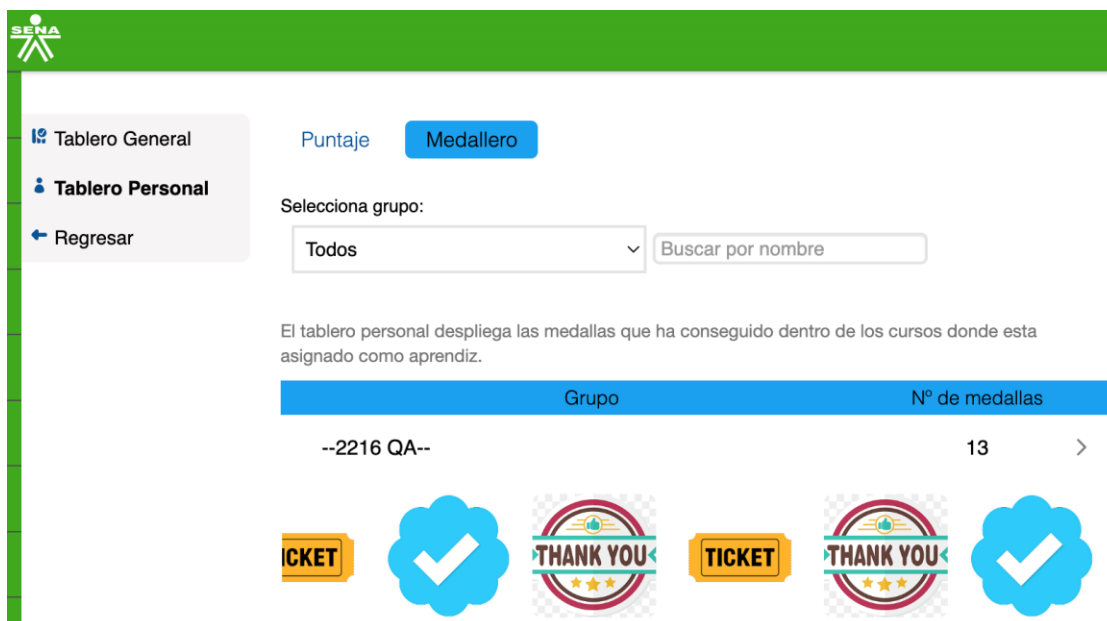 SENA
Tablero General
Tablero Personal
Regresar
Puntaje
Medallero
Selecciona grupo:
Todos
Buscar por nombre
El tablero personal despliega las medallas que ha conseguido dentro de los cursos donde esta
asignado como aprendiz.
Grupo
Nº de medallas
--2216 QA--
13
ICKET
THANK YOU
TICKET
THANK YOU